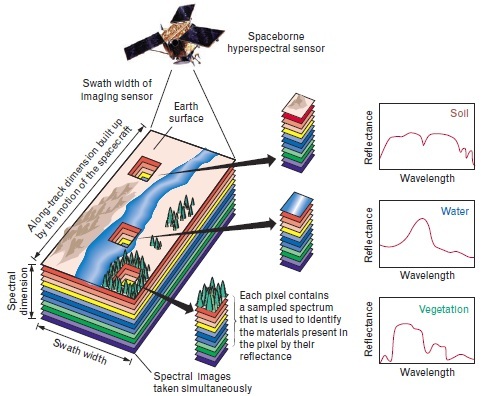 Spaceborne
hyperspectral sensor
Swath width of
imaging sensor
Earth
surface
Along-track dimension built up
by the motion of the spacecraft
Spectral
dimension
Swath width
Spectral images
taken simultaneously
Each pixel contains
a sampled spectrum
that is used to identify
the materials present in
the pixel by their
reflectance
Soil
Reflectance
Wavelength
Water
Reflectance
Wavelength
Vegetation
Reflectance
Wavelength